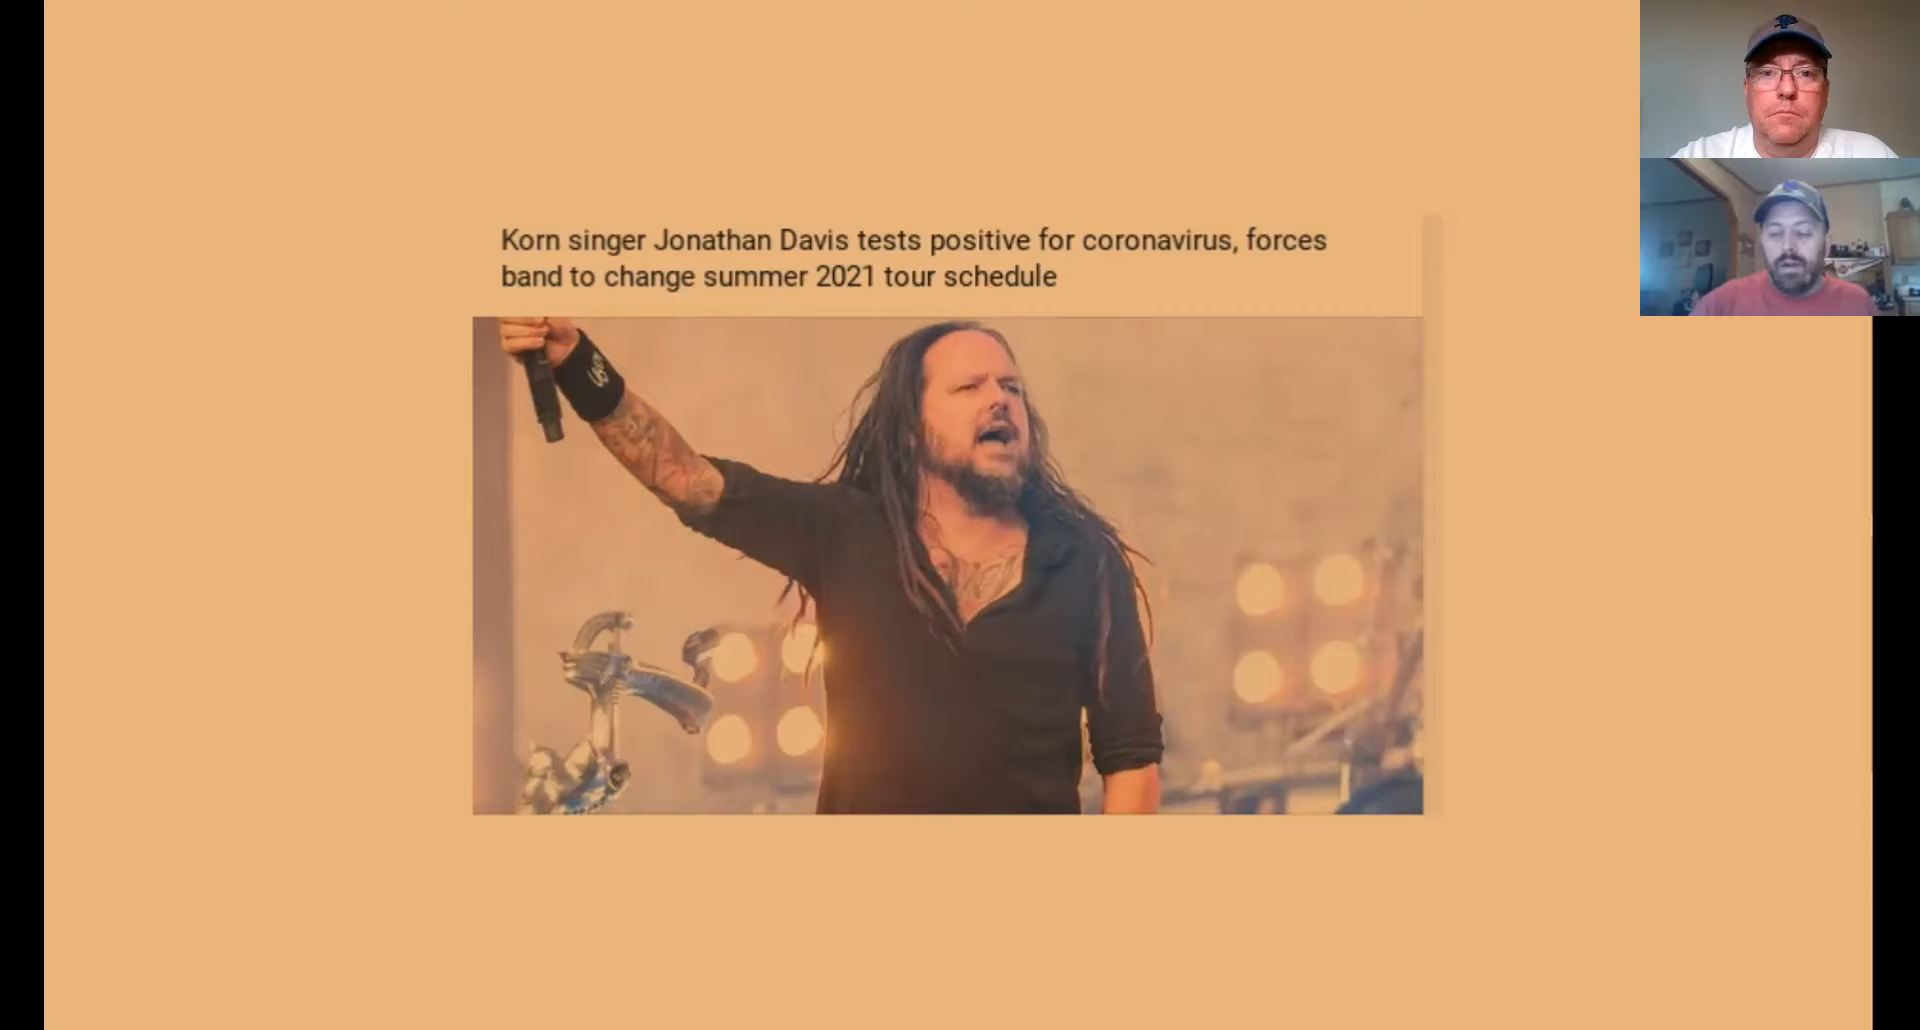 Korn singer Jonathan Davis tests positive for coronavirus, forces
band to change summer 2021 tour schedule